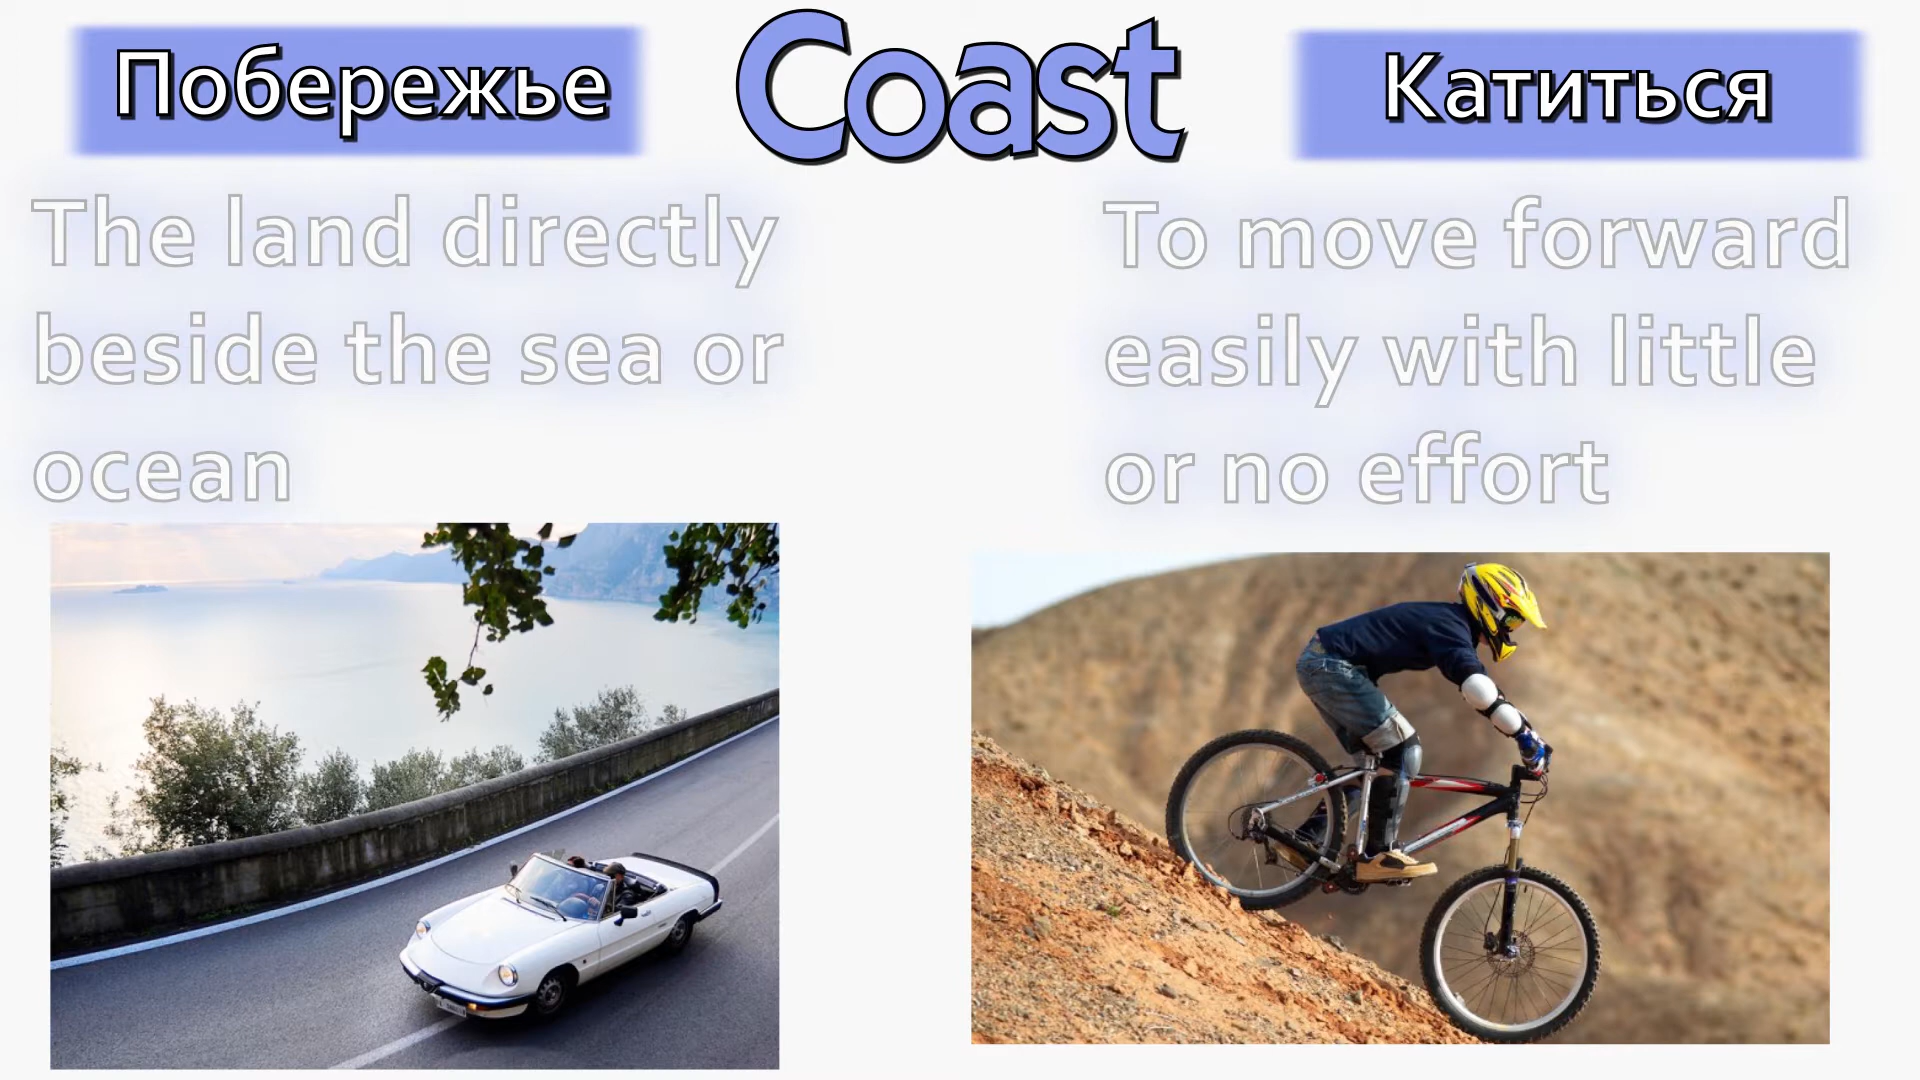 Побережье
Coast
Катиться
The land directly
beside the sea or
ocean
To move forward
easily with little
or no effort